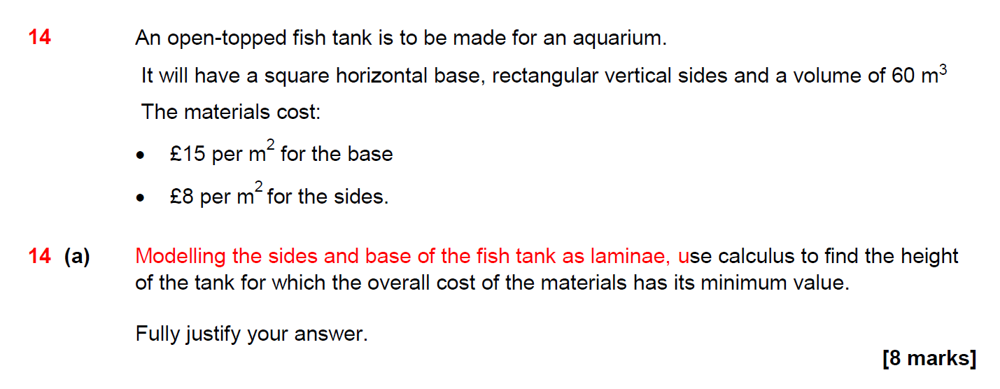 14 An open-topped fish tank is to be made for an aquarium.
It will have a square horizontal base, rectangular vertical sides and a volume of 60 m³
The materials cost:
• £15 per m² for the base
• £8 per m² for the sides.
14 (a) Modelling the sides and base of the fish tank as laminae, use calculus to find the height
of the tank for which the overall cost of the materials has its minimum value.
Fully justify your answer.
[8 marks]